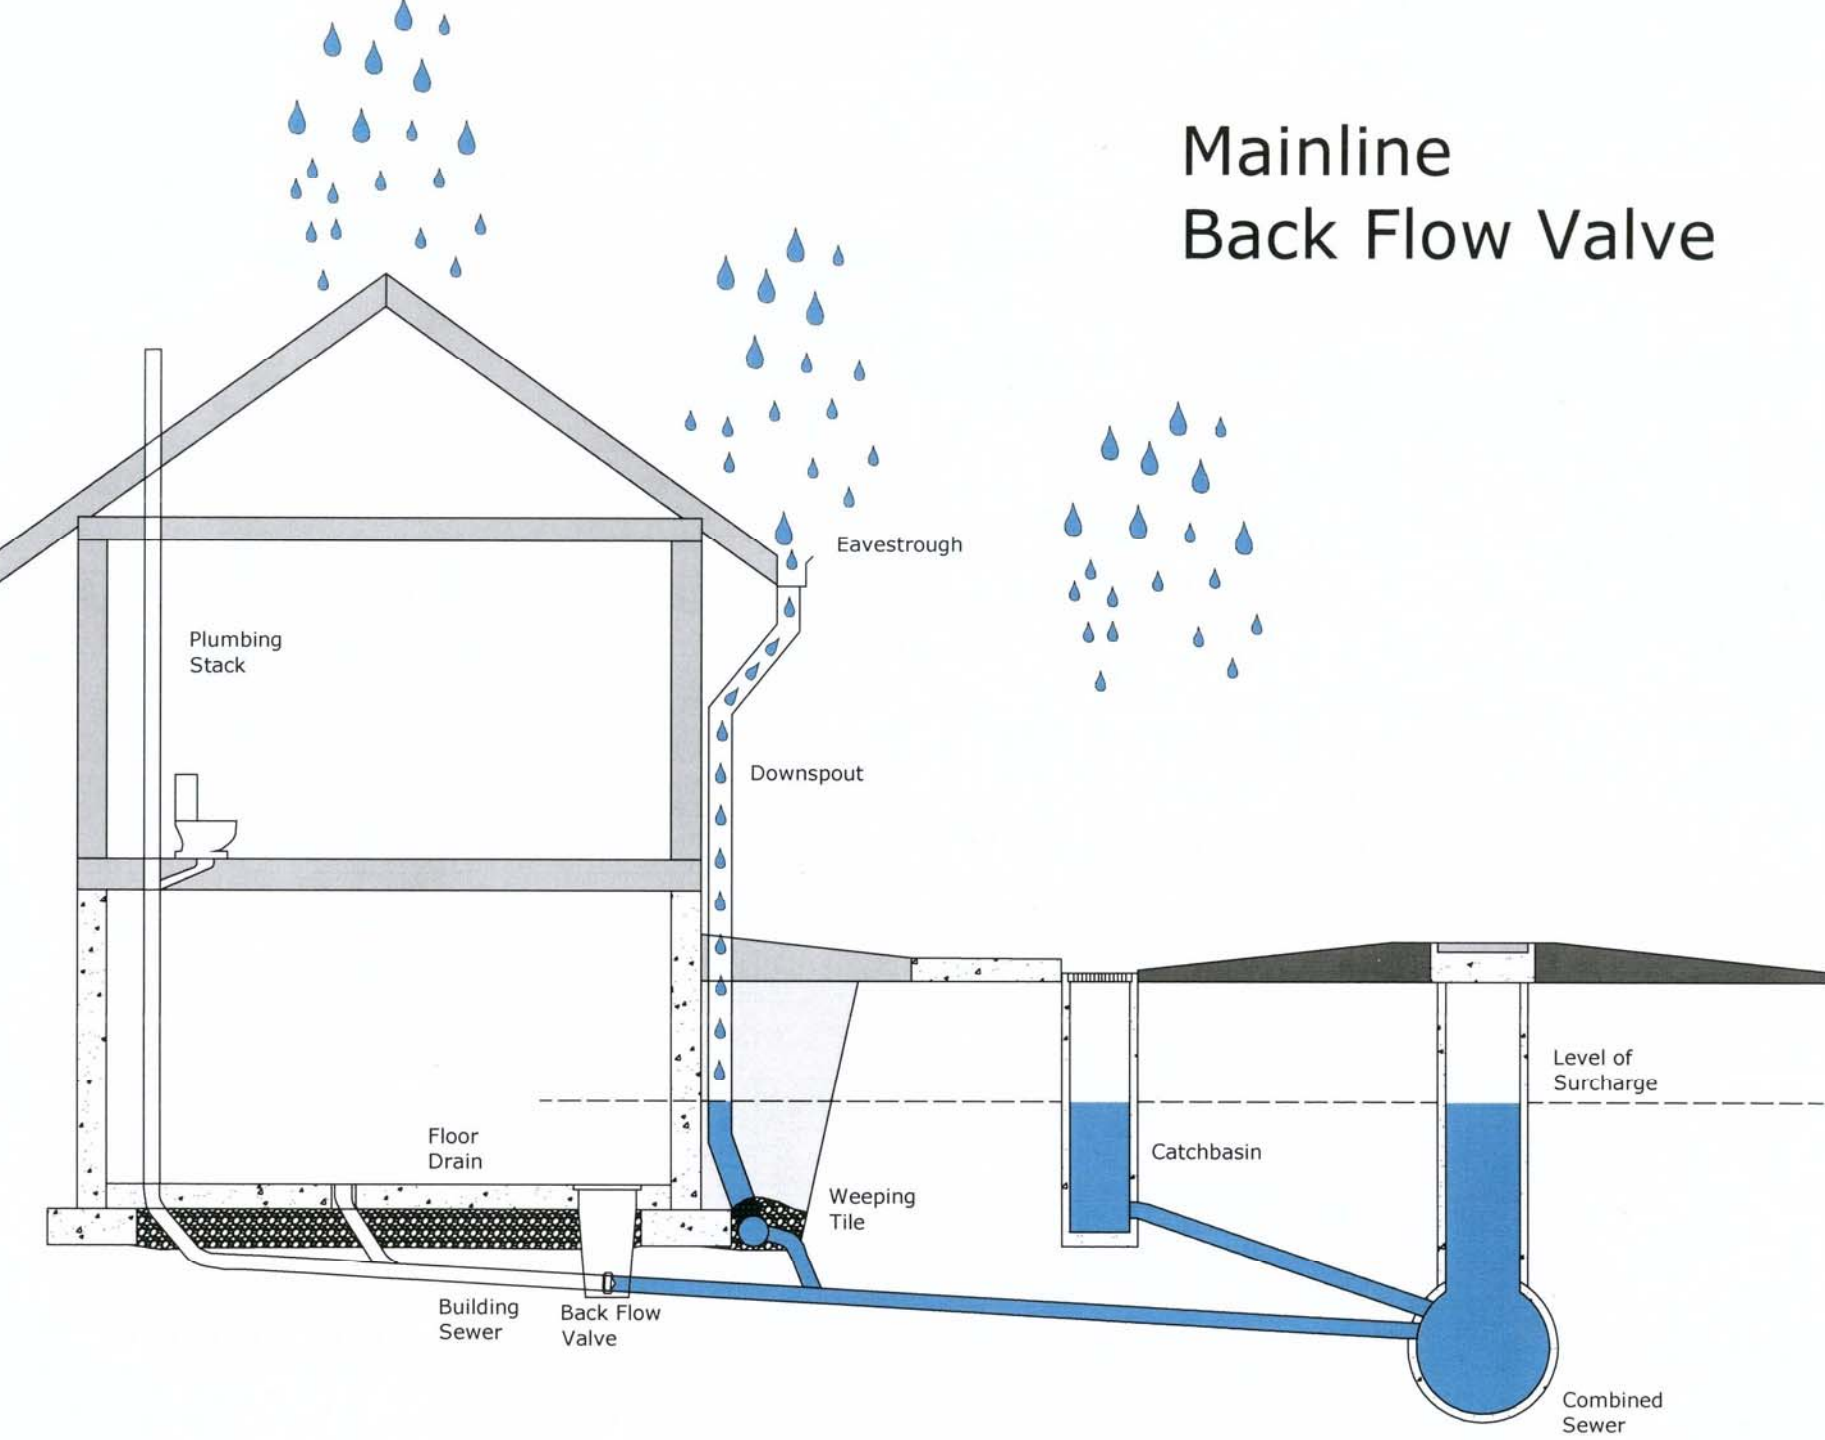 Mainline
Back Flow Valve
Eavestrough
Plumbing
Stack
Downspout
Level of
Surcharge
Floor
Drain
Catchbasin
Weeping
Tile
Building
Sewer
Back Flow
Valve
Combined
Sewer